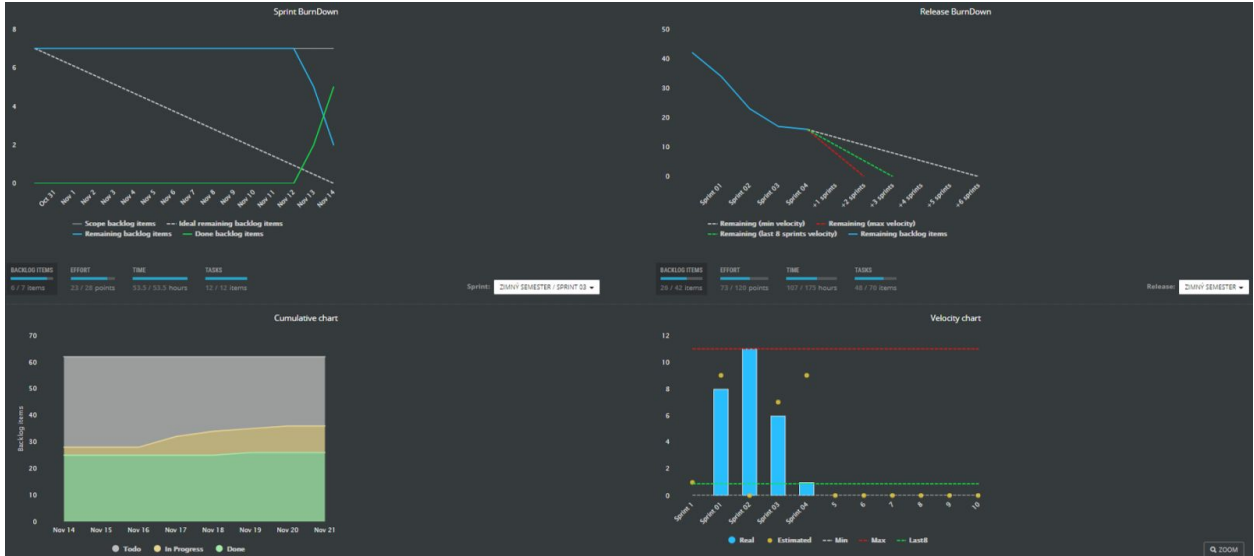 Sprint BurnDown
8
6
4
2
0
Oct 31 Nov 1 Nov 2 Nov 3 Nov 4 Nov 5 Nov 6 Nov 7 Nov 8 Nov 9 Nov 10 Nov 11 Nov 12 Nov 13 Nov 14
Scope backlog items Ideal remaining backlog items
Remaining backlog items Done backlog items
BACKLOG ITEMS EFFORT TIME TASKS
/ 7 items 23 / 28 points 53.5 / 53.5 hours 12 / 12 items
Sprint: ZIMNÝ SEMESTER / SPRINT 03
Release BurnDown
50
40
30
20
10
0
Sprint 01 Sprint 02 Sprint 03 Sprint 04 +1 sprints +2 sprints +3 sprints +4 sprints +5 sprints +6 sprints
Remaining (min velocity) Remaining (max velocity)
Remaining (last 8 sprints velocity) Remaining backlog items
BACKLOG ITEMS EFFORT TIME TASKS
26 / 42 items 73 / 120 points 107 / 175 hours 48 / 70 items
Release: ZIMNÝ SEMESTER
Cumulative chart
70
60
50
40
30
20
10
0
Backlog items
Nov 14 Nov 15 Nov 16 Nov 17 Nov 18 Nov 19 Nov 20 Nov 21
Todo In Progress Done
Velocity chart
12
10
8
6
4
2
0
Sprint 1 Sprint 01 Sprint 02 Sprint 03 Sprint 04 5 6 7 8 9 10
Real Estimated Min Max Last8
ZOOM